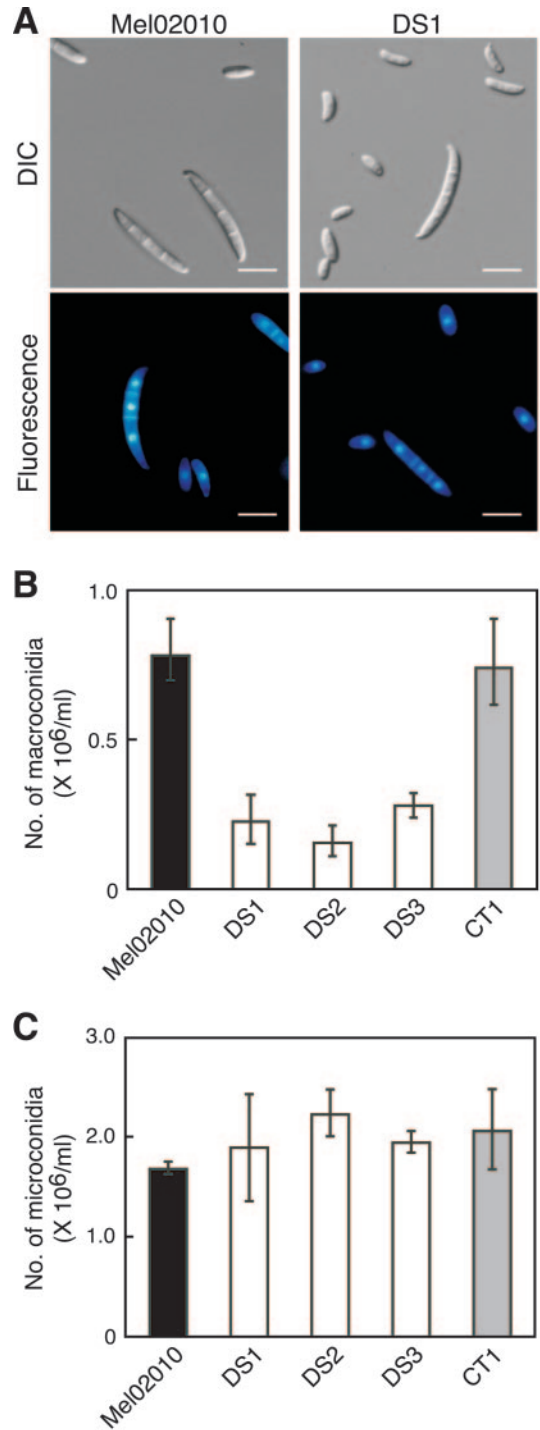 A
Mel02010
DS1
DIC
Fluorescence
B
No. of macroconidia
(X 10⁶/ml)
1.0
0.5
0
Mel02010
DS1
DS2
DS3
CT1
C
No. of microconidia
(X 10⁶/ml)
3.0
2.0
1.0
0
Mel02010
DS1
DS2
DS3
CT1